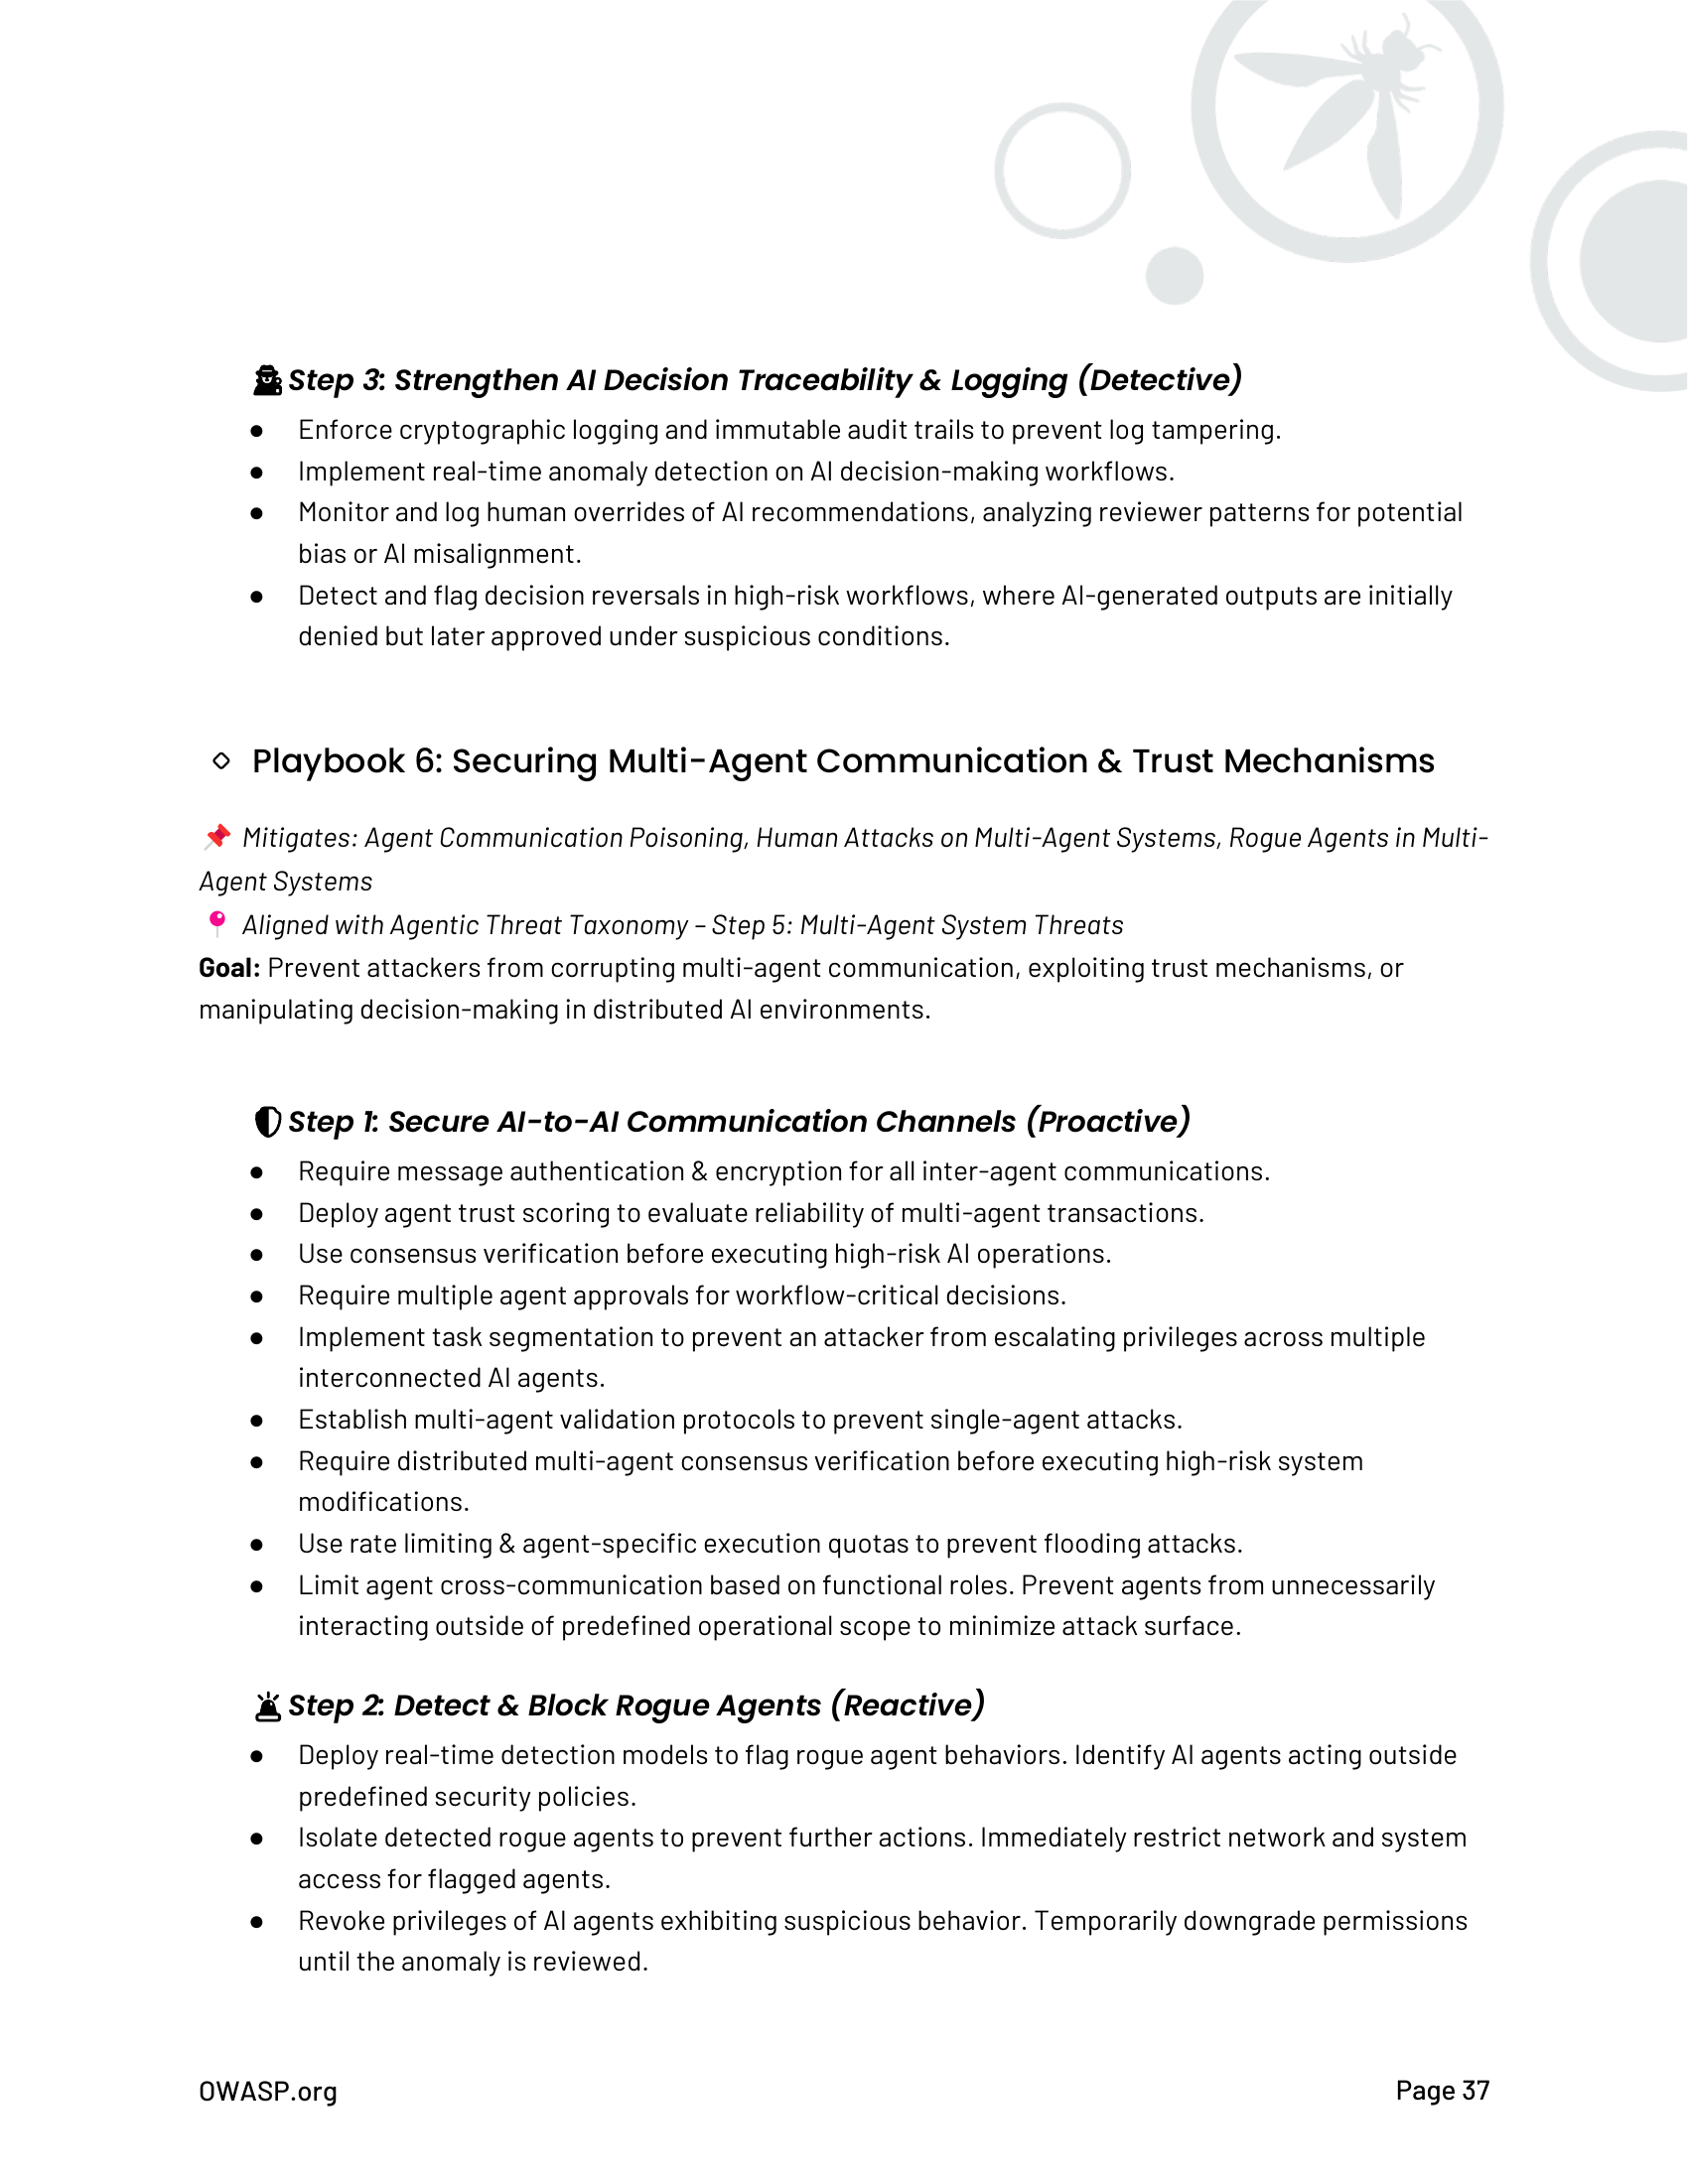 Step 3: Strengthen AI Decision Traceability & Logging (Detective)
● Enforce cryptographic logging and immutable audit trails to prevent log tampering.
● Implement real-time anomaly detection on AI decision-making workflows.
● Monitor and log human overrides of AI recommendations, analyzing reviewer patterns for potential
bias or AI misalignment.
● Detect and flag decision reversals in high-risk workflows, where AI-generated outputs are initially
denied but later approved under suspicious conditions.
Playbook 6: Securing Multi-Agent Communication & Trust Mechanisms
Mitigates: Agent Communication Poisoning, Human Attacks on Multi-Agent Systems, Rogue Agents in Multi-
Agent Systems
Aligned with Agentic Threat Taxonomy – Step 5: Multi-Agent System Threats
Goal: Prevent attackers from corrupting multi-agent communication, exploiting trust mechanisms, or
manipulating decision-making in distributed AI environments.
Step 1: Secure AI-to-AI Communication Channels (Proactive)
● Require message authentication & encryption for all inter-agent communications.
● Deploy agent trust scoring to evaluate reliability of multi-agent transactions.
● Use consensus verification before executing high-risk AI operations.
● Require multiple agent approvals for workflow-critical decisions.
● Implement task segmentation to prevent an attacker from escalating privileges across multiple
interconnected AI agents.
● Establish multi-agent validation protocols to prevent single-agent attacks.
● Require distributed multi-agent consensus verification before executing high-risk system
modifications.
● Use rate limiting & agent-specific execution quotas to prevent flooding attacks.
● Limit agent cross-communication based on functional roles. Prevent agents from unnecessarily
interacting outside of predefined operational scope to minimize attack surface.
Step 2: Detect & Block Rogue Agents (Reactive)
● Deploy real-time detection models to flag rogue agent behaviors. Identify AI agents acting outside
predefined security policies.
● Isolate detected rogue agents to prevent further actions. Immediately restrict network and system
access for flagged agents.
● Revoke privileges of AI agents exhibiting suspicious behavior. Temporarily downgrade permissions
until the anomaly is reviewed.
OWASP.org
Page 37